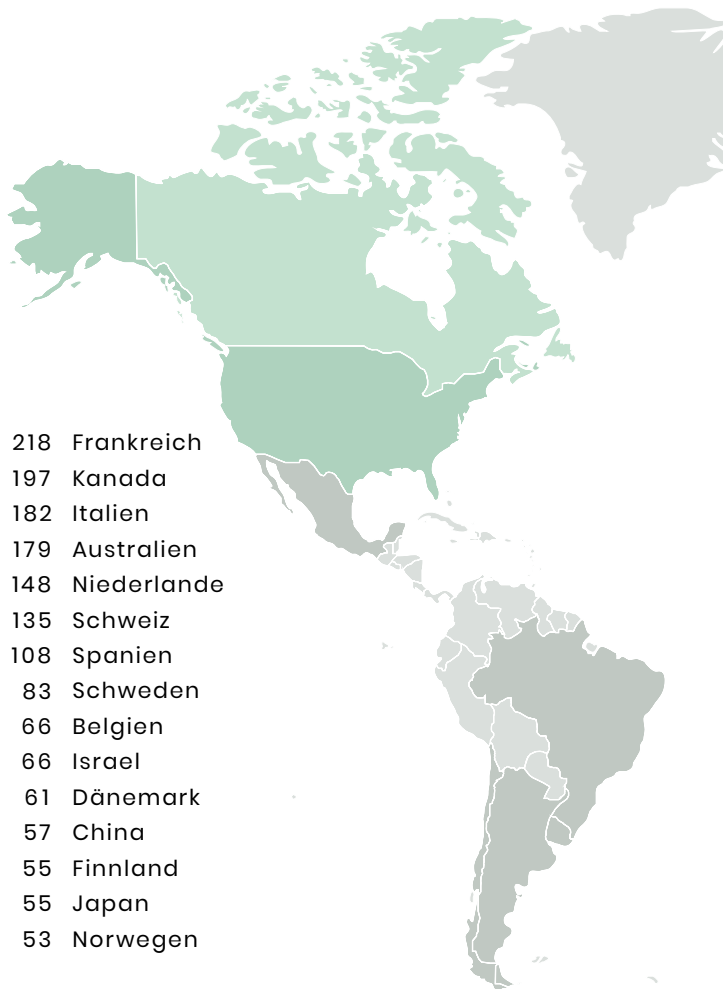 218 Frankreich
197 Kanada
182 Italien
179 Australien
148 Niederlande
135 Schweiz
108 Spanien
83 Schweden
66 Belgien
66 Israel
61 Dänemark
57 China
55 Finnland
55 Japan
53 Norwegen